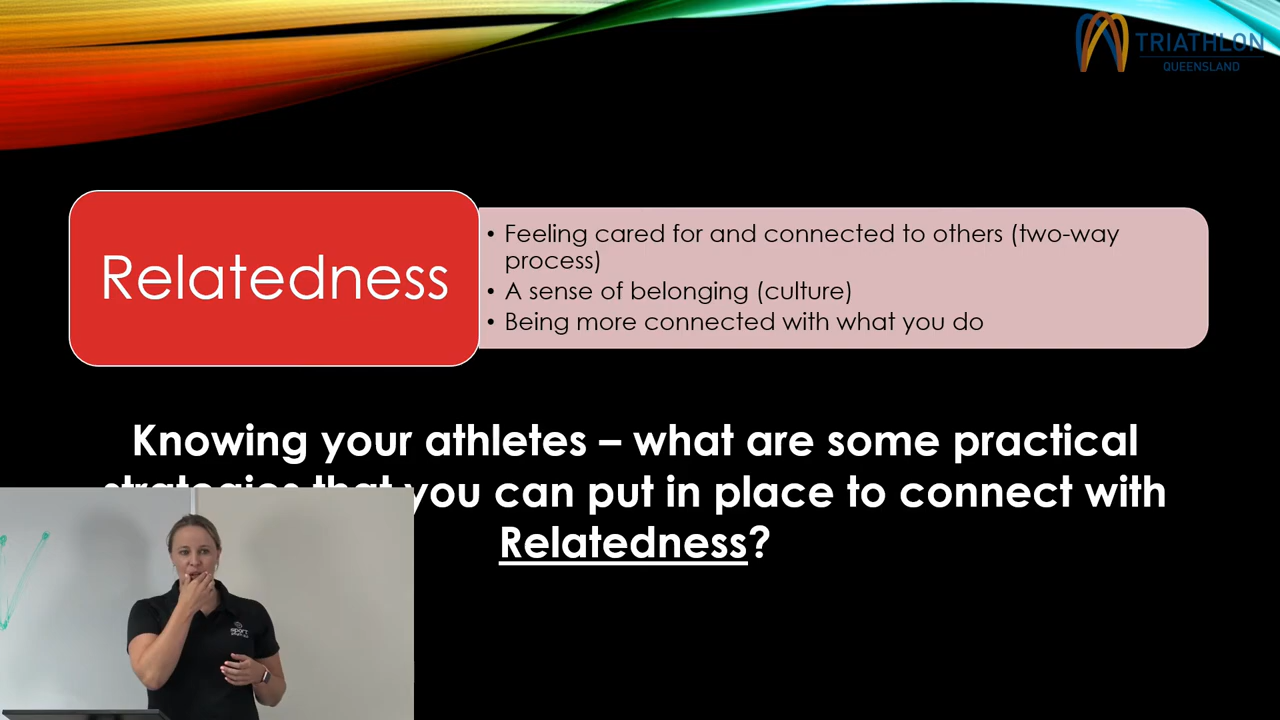 TRIATHLON
QUEENSLAND
Relatedness
• Feeling cared for and connected to others (two-way
process)
• A sense of belonging (culture)
• Being more connected with what you do
Knowing your athletes – what are some practical
strategies that you can put in place to connect with
Relatedness?